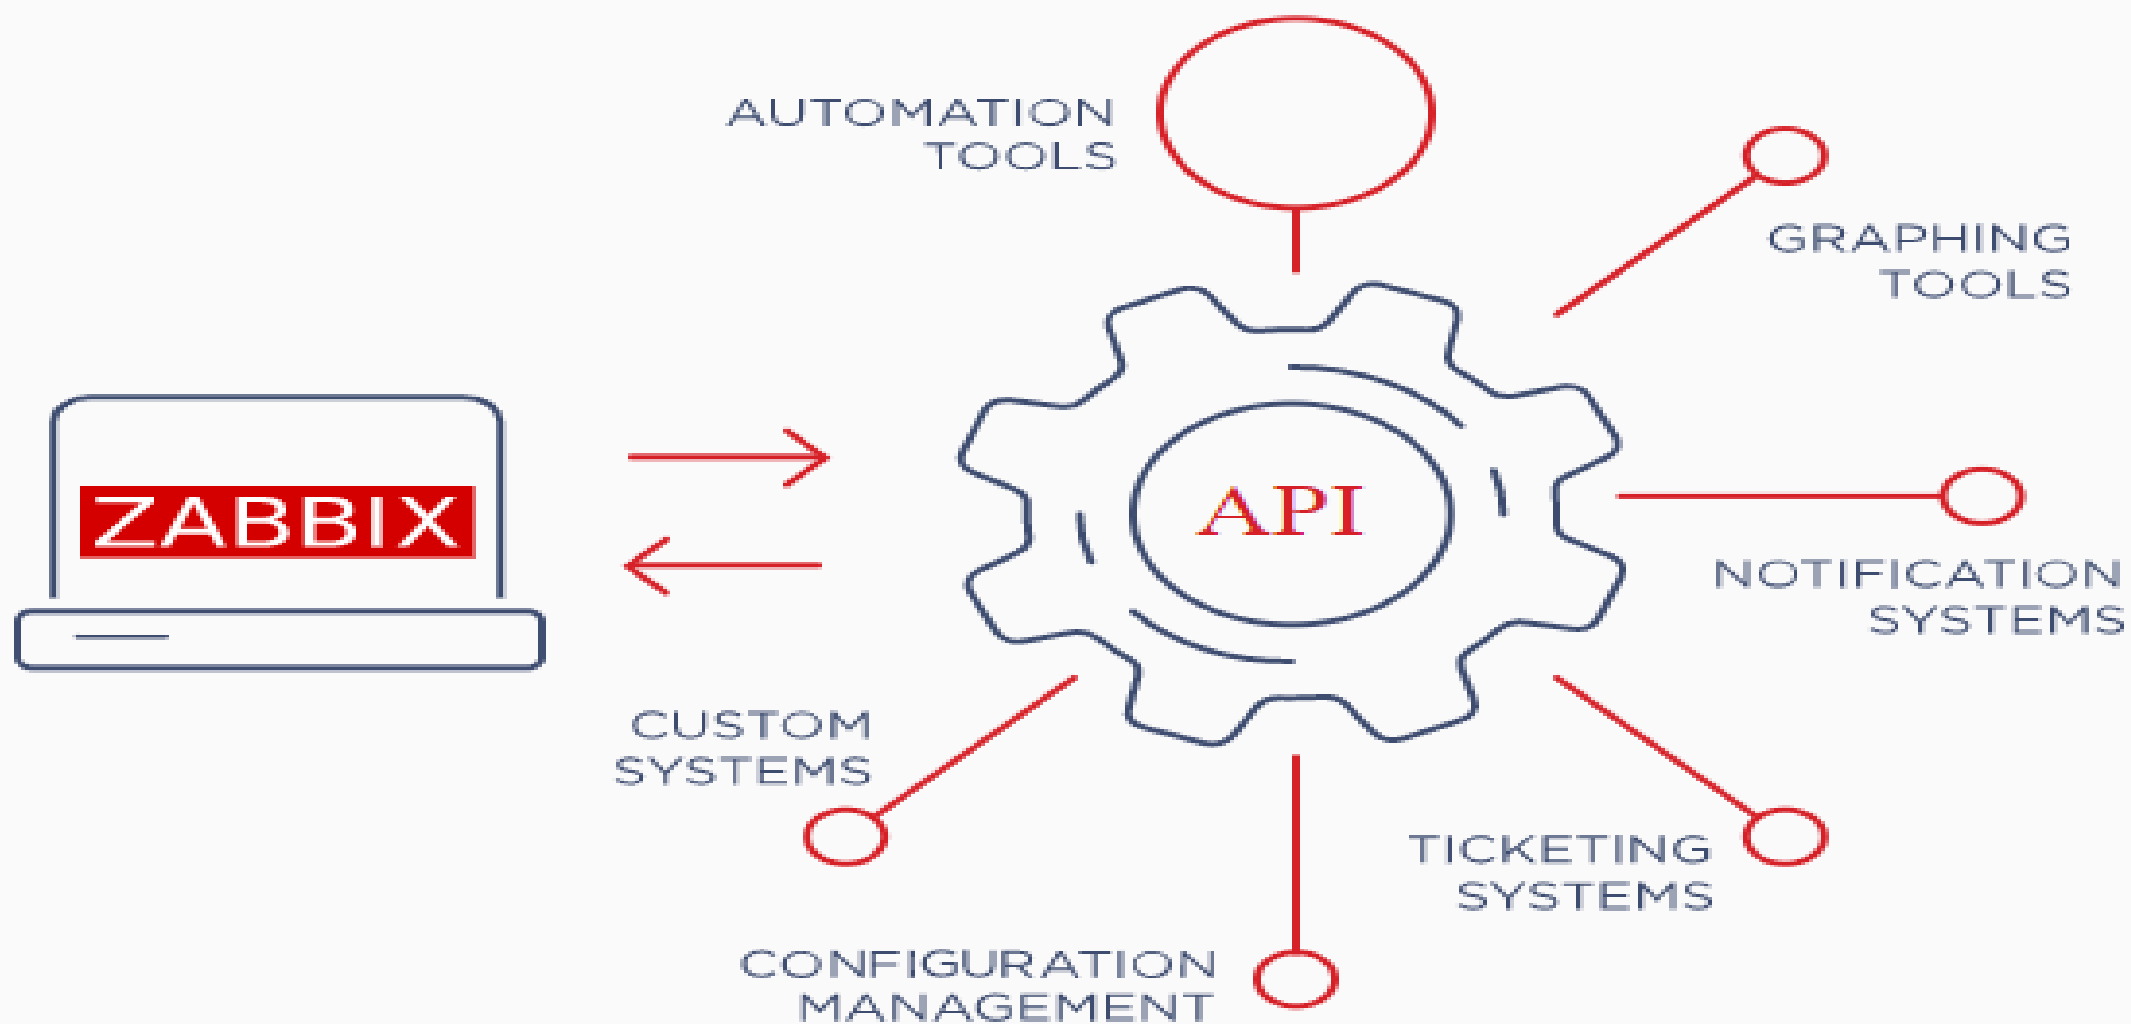 AUTOMATION
TOOLS
GRAPHING
TOOLS
ZABBIX
API
NOTIFICATION
SYSTEMS
CUSTOM
SYSTEMS
TICKETING
SYSTEMS
CONFIGURATION
MANAGEMENT